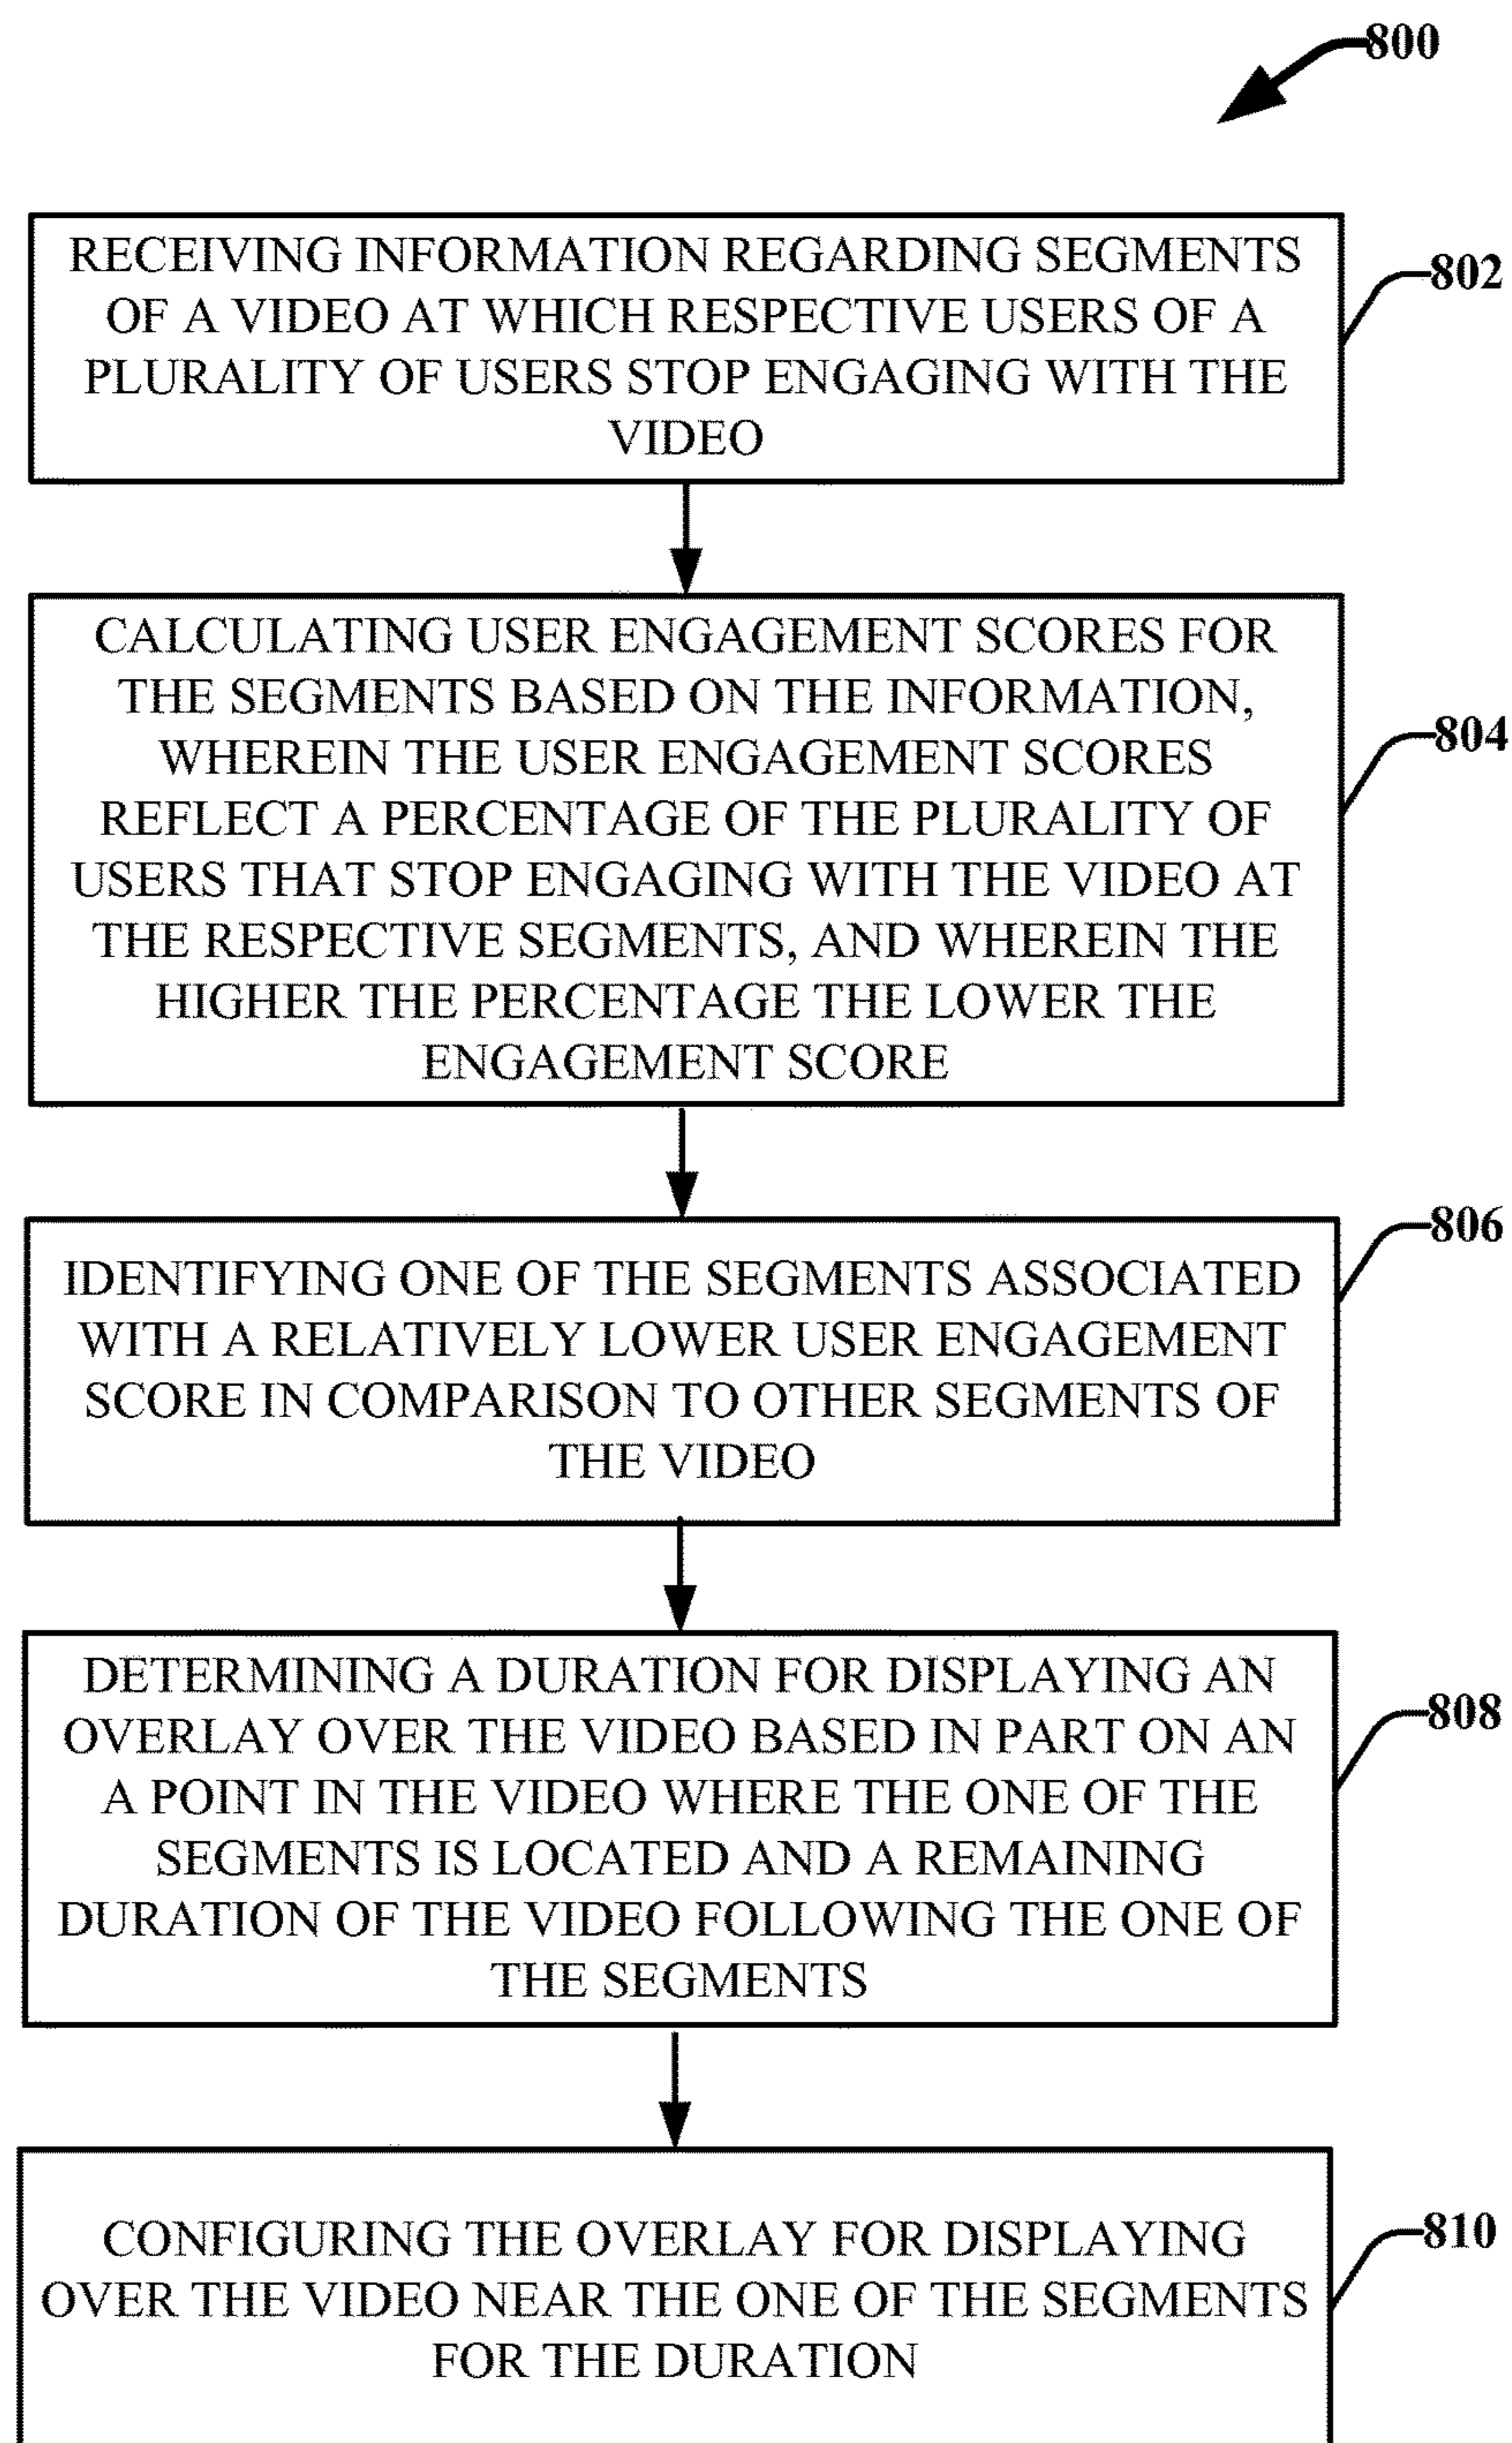 800
RECEIVING INFORMATION REGARDING SEGMENTS
OF A VIDEO AT WHICH RESPECTIVE USERS OF A
PLURALITY OF USERS STOP ENGAGING WITH THE
VIDEO
802
CALCULATING USER ENGAGEMENT SCORES FOR
THE SEGMENTS BASED ON THE INFORMATION,
WHEREIN THE USER ENGAGEMENT SCORES
REFLECT A PERCENTAGE OF THE PLURALITY OF
USERS THAT STOP ENGAGING WITH THE VIDEO AT
THE RESPECTIVE SEGMENTS, AND WHEREIN THE
HIGHER THE PERCENTAGE THE LOWER THE
ENGAGEMENT SCORE
804
IDENTIFYING ONE OF THE SEGMENTS ASSOCIATED
WITH A RELATIVELY LOWER USER ENGAGEMENT
SCORE IN COMPARISON TO OTHER SEGMENTS OF
THE VIDEO
806
DETERMINING A DURATION FOR DISPLAYING AN
OVERLAY OVER THE VIDEO BASED IN PART ON AN
A POINT IN THE VIDEO WHERE THE ONE OF THE
SEGMENTS IS LOCATED AND A REMAINING
DURATION OF THE VIDEO FOLLOWING THE ONE OF
THE SEGMENTS
808
CONFIGURING THE OVERLAY FOR DISPLAYING
OVER THE VIDEO NEAR THE ONE OF THE SEGMENTS
FOR THE DURATION
810